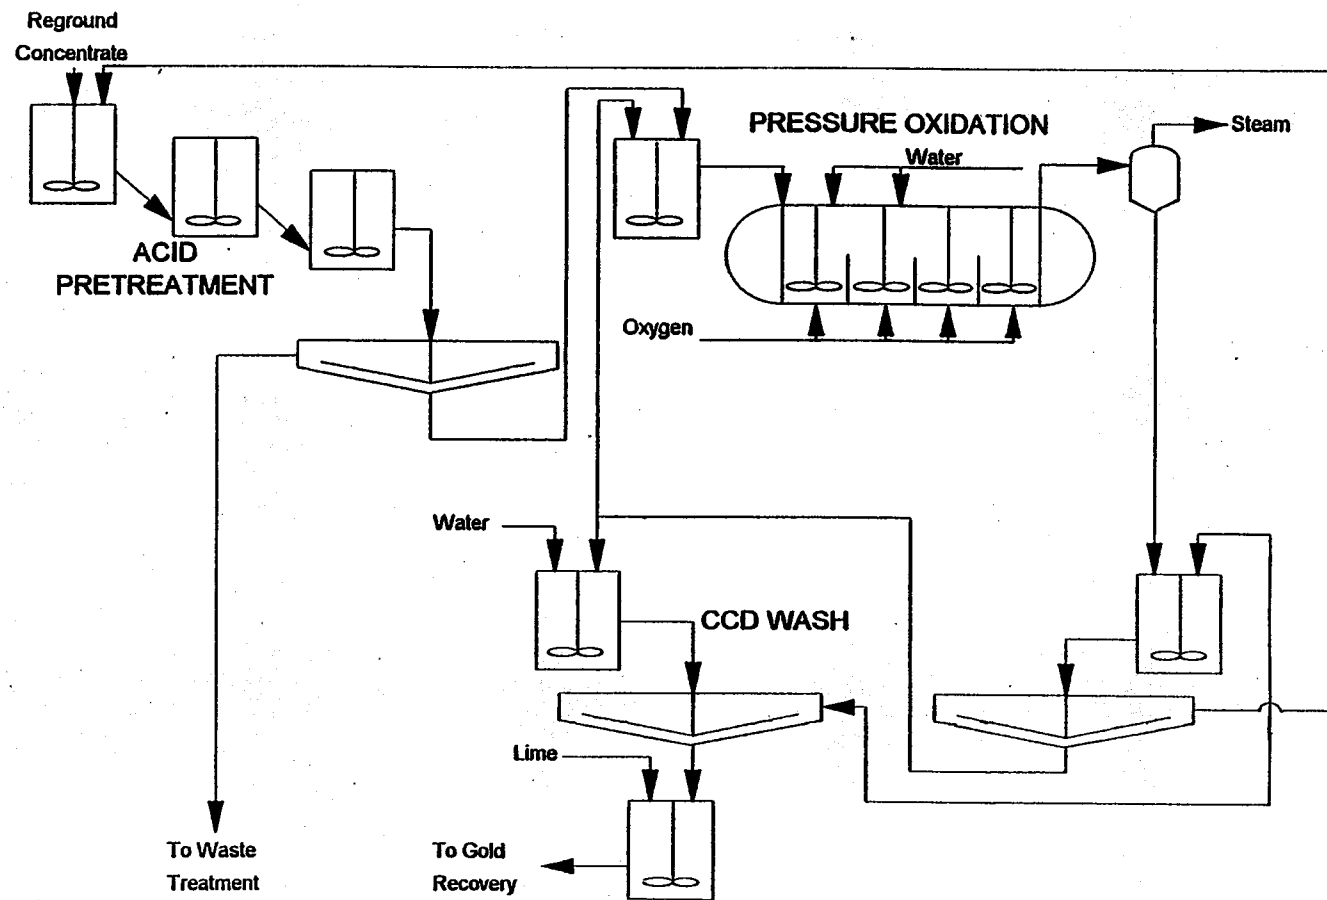 Reground
Concentrate
PRESSURE OXIDATION
Water
Steam
ACID
PRETREATMENT
Oxygen
Water
CCD WASH
Lime
To Waste
Treatment
To Gold
Recovery